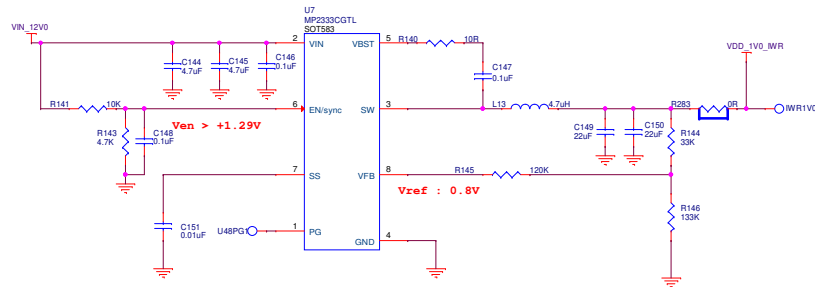 U7
MP2333CGTL
SOT583
VIN_12V0
2
VIN
VBST
5
R140
10R
VDD_1V0_IWR
C144
4.7uF
C145
4.7uF
C146
0.1uF
C147
0.1uF
R141
10K
6
EN/sync
SW
3
L13
4.7uH
R283
0R
IWR1V0
Ven > +1.29V
R143
4.7K
C148
0.1uF
C149
22uF
C150
22uF
R144
33K
7
SS
VFB
8
R145
120K
Vref : 0.8V
C151
0.01uF
U48PG1
1
PG
GND
4
R146
133K